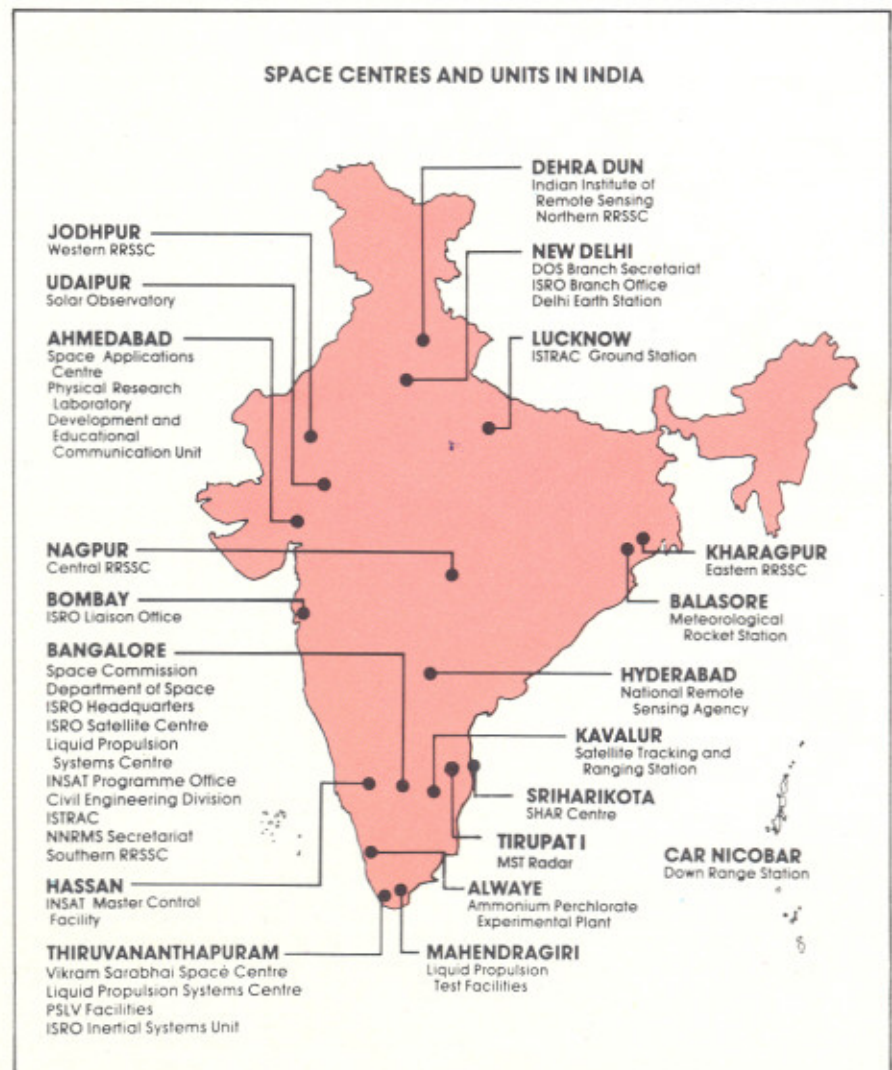 SPACE CENTRES AND UNITS IN INDIA
DEHRA DUN
Indian Institute of
Remote Sensing
Northern RRSSC
JODHPUR
Western RRSSC
NEW DELHI
DOS Branch Secretariat
ISRO Branch Office
Delhi Earth Station
UDAIPUR
Solar Observatory
AHMEDABAD
Space Applications
Centre
Physical Research
Laboratory
Development and
Educational
Communication Unit
LUCKNOW
ISTRAC Ground Station
NAGPUR
Central RRSSC
KHARAGPUR
Eastern RRSSC
BOMBAY
ISRO Liaison Office
BALASORE
Meteorological
Rocket Station
BANGALORE
Space Commission
Department of Space
ISRO Headquarters
ISRO Satellite Centre
Liquid Propulsion
Systems Centre
INSAT Programme Office
Civil Engineering Division
ISTRAC
NNRMS Secretariat
Southern RRSSC
HYDERABAD
National Remote
Sensing Agency
KAVALUR
Satellite Tracking and
Ranging Station
SRIHARIKOTA
SHAR Centre
TIRUPATI
MST Radar
CAR NICOBAR
Down Range Station
HASSAN
INSAT Master Control
Facility
ALWAYE
Ammonium Perchlorate
Experimental Plant
THIRUVANANTHAPURAM
Vikram Sarabhai Space Centre
Liquid Propulsion Systems Centre
PSLV Facilities
ISRO Inertial Systems Unit
MAHENDRAGIRI
Liquid Propulsion
Test Facilities